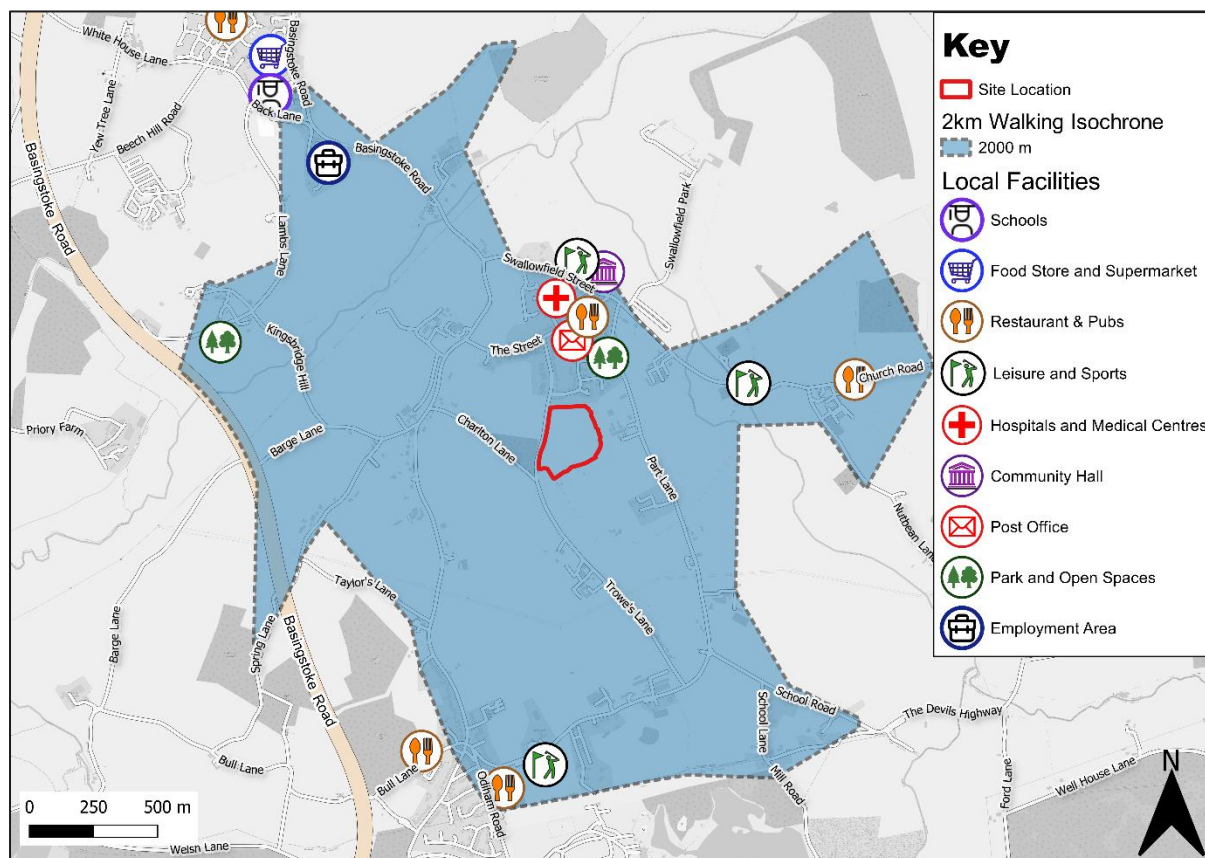 White House Lane
Basingstoke Road
Yew Tree Lane
Beech Hill Road
Back Lane
Basingstoke Road
Basingstoke Road
Lambs Lane
Swallowfield Park
Swallowfield Street
The Street
Kingsbridge Hill
Church Road
Priory Farm
Barge Lane
Charlton Lane
Part Lane
Nutbean Lane
Taylor's Lane
Trowe's Lane
Barge Lane
Spring Lane
Basingstoke Road
School Road
School Lane
The Devils Highway
Bull Lane
Bull Lane
Odiham Road
Mill Road
Ford Lane
Well House Lane
Welsh Lane
0 250 500 m
N
Key
Site Location
2km Walking Isochrone
2000 m
Local Facilities
Schools
Food Store and Supermarket
Restaurant & Pubs
Leisure and Sports
Hospitals and Medical Centres
Community Hall
Post Office
Park and Open Spaces
Employment Area